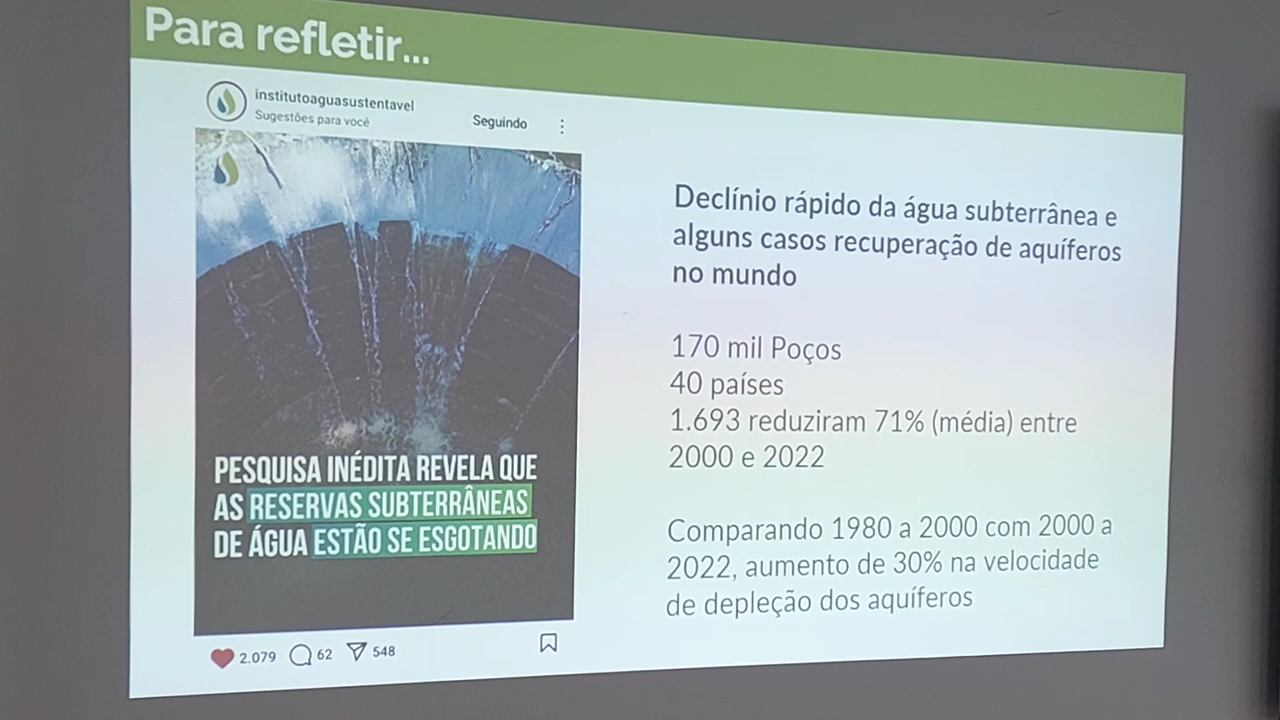 Para refletir...
institutoaguasustentavel
Sugestões para você
Seguindo
PESQUISA INÉDITA REVELA QUE
AS RESERVAS SUBTERRÂNEAS
DE ÁGUA ESTÃO SE ESGOTANDO
2.079
62
548
Declínio rápido da água subterrânea e
alguns casos recuperação de aquíferos
no mundo
170 mil Poços
40 países
1.693 reduziram 71% (média) entre
2000 e 2022
Comparando 1980 a 2000 com 2000 a
2022, aumento de 30% na velocidade
de depleção dos aquíferos